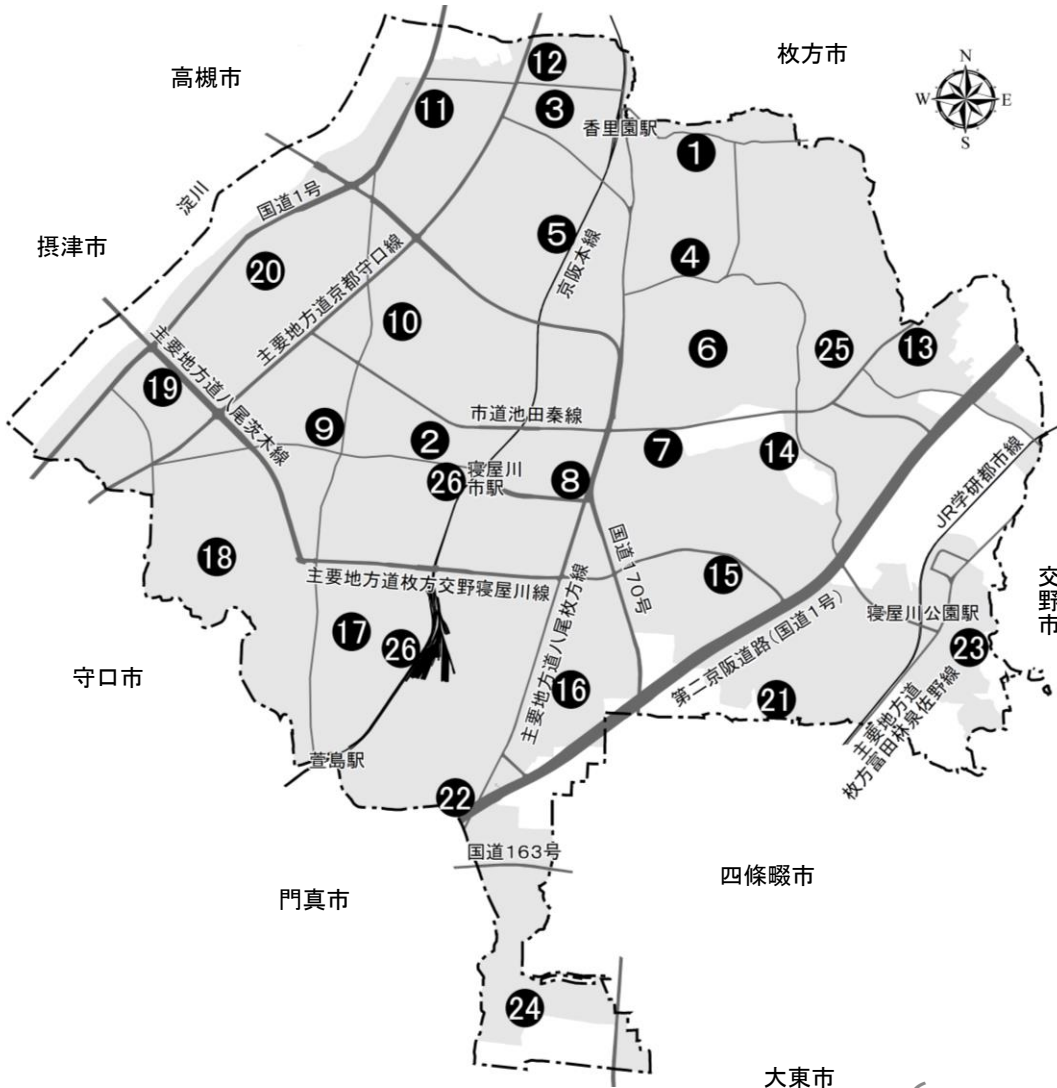 枚方市
高槻市
N
W
E
S
12
11
3
香里園駅
1
淀川
国道1号
摂津市
5
京阪本線
4
20
主要地方道京都守口線
10
6
25
13
主要地方道八尾茨木線
19
市道池田秦線
9
2
7
14
寝屋川
市駅
26
8
JR学研都市線
18
国道170号
主要地方道枚方交野寝屋川線
15
交野市
寝屋川公園駅
17
26
主要地方道八尾枚方線
第二京阪道路(国道1号)
23
守口市
16
21
主要地方道
枚方富田林泉佐野線
萱島駅
22
国道163号
四條畷市
門真市
24
大東市